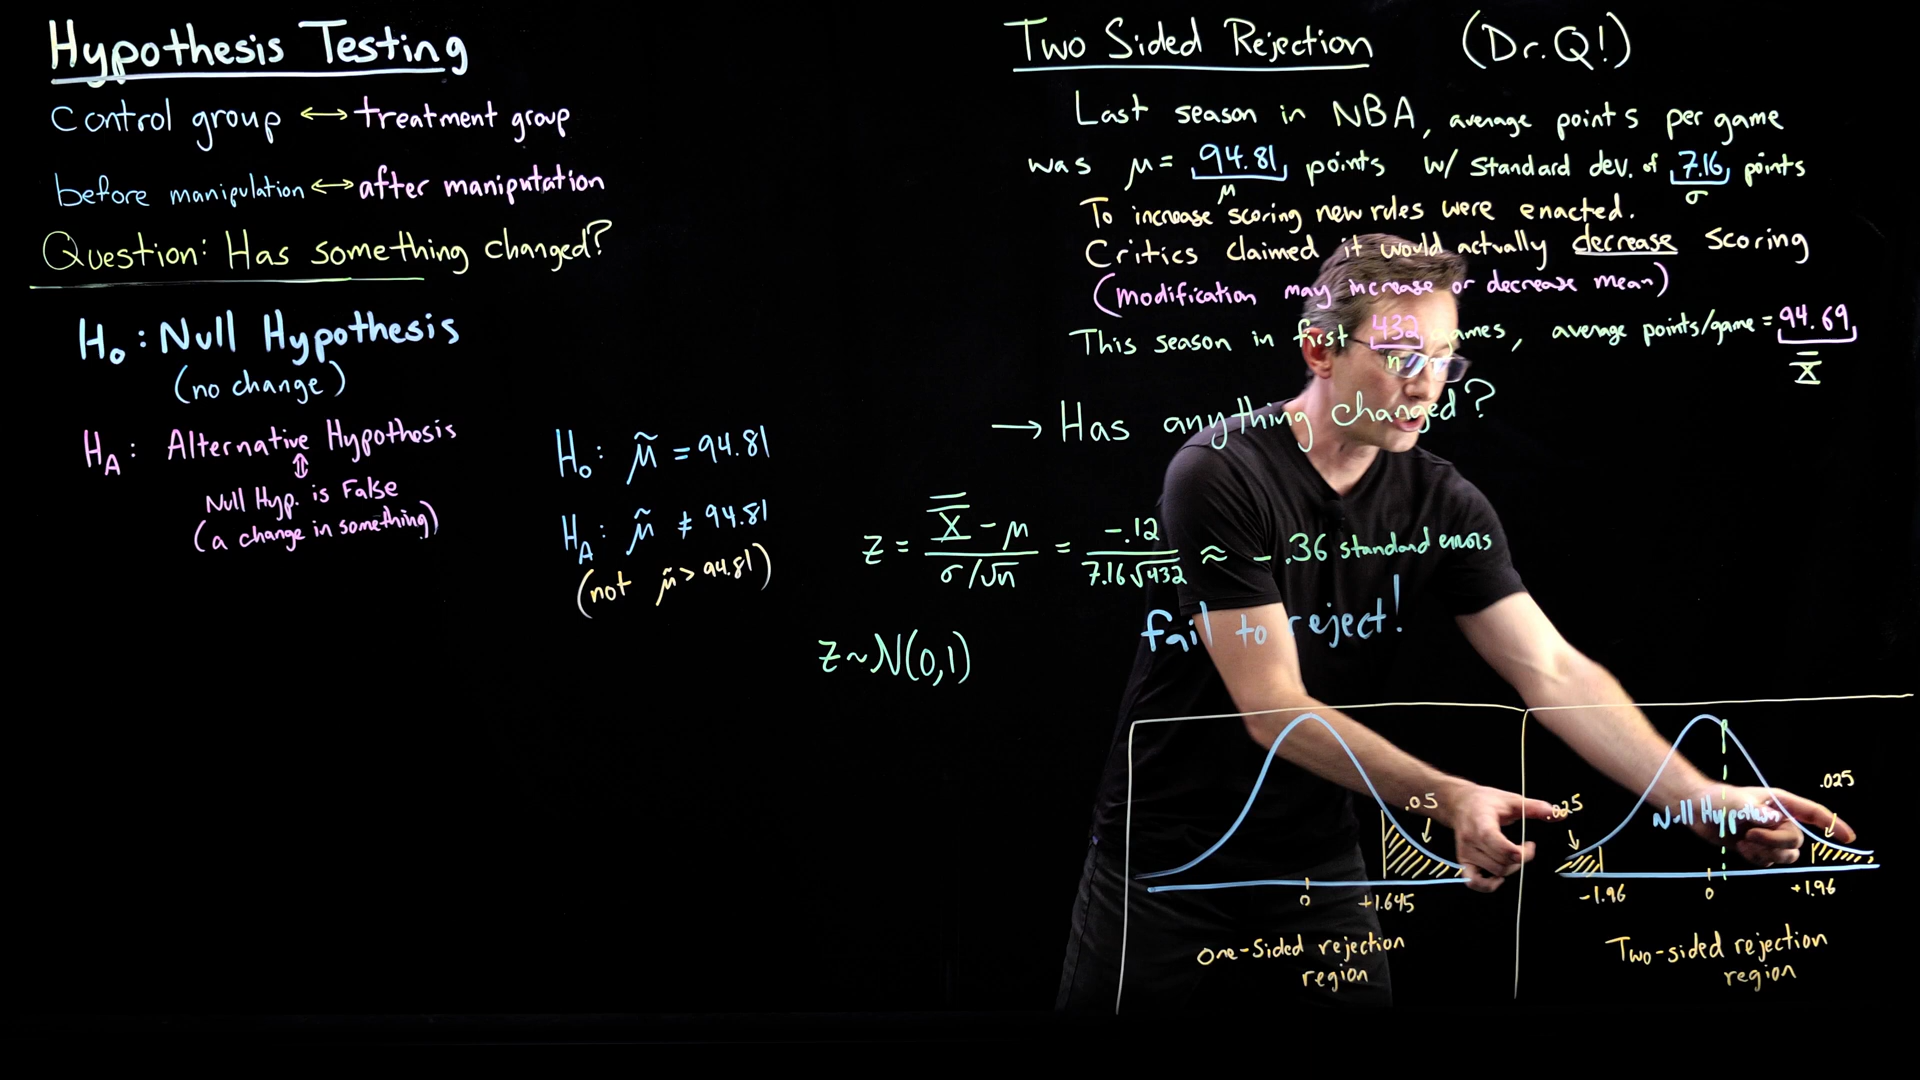 Hypothesis Testing
Control group ↔ treatment group
before manipulation ↔ after maniputation
Question: Has something changed?
H₀: Null Hypothesis
(no change)
H_A: Alternative Hypothesis
⇕
Null Hyp. is False
(a change in something)
H₀: μ̃ = 94.81
H_A: μ̃ ≠ 94.81
(not μ̃ > 94.81)
Two Sided Rejection (Dr. Q!)
Last season in NBA, average points per game
was μ = 94.81 points w/ standard dev. of 7.16 points
μ σ
To increase scoring new rules were enacted.
Critics claimed it would actually decrease scoring
(modification may increase or decrease mean)
This season in first 432 games, average points/game = 94.69
n X̿
→ Has anything changed?
z = (X̿ - μ)/(σ/√n) = -.12/(7.16√432) ≈ -.36 standard errors
fail to reject!
z ~ N(0,1)
.05
0 +1.645
One-Sided rejection
region
.025 .025
Null Hypothesis
-1.96 0 +1.96
Two-sided rejection
region